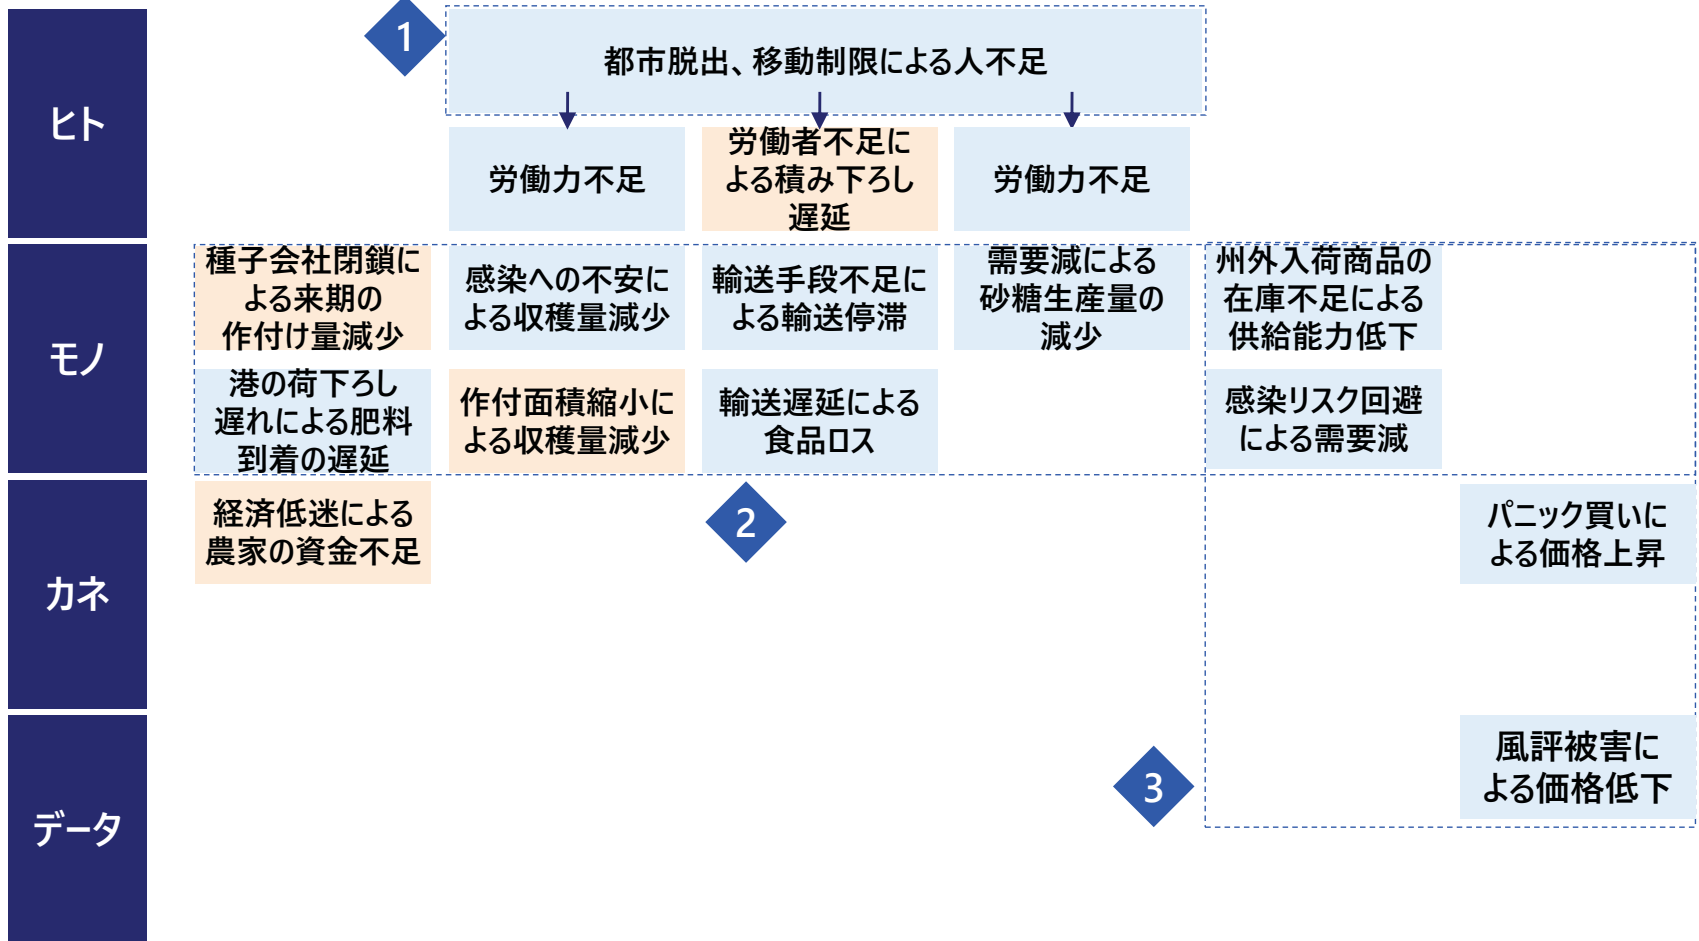 1
都市脱出、移動制限による人不足
ヒト
労働力不足
労働者不足に
よる積み下ろし
遅延
労働力不足
モノ
種子会社閉鎖に
よる来期の
作付け量減少
感染への不安に
よる収穫量減少
輸送手段不足に
よる輸送停滞
需要減による
砂糖生産量の
減少
州外入荷商品の
在庫不足による
供給能力低下
港の荷下ろし
遅れによる肥料
到着の遅延
作付面積縮小に
よる収穫量減少
輸送遅延による
食品ロス
感染リスク回避
による需要減
カネ
経済低迷による
農家の資金不足
2
パニック買いに
よる価格上昇
データ
3
風評被害に
よる価格低下